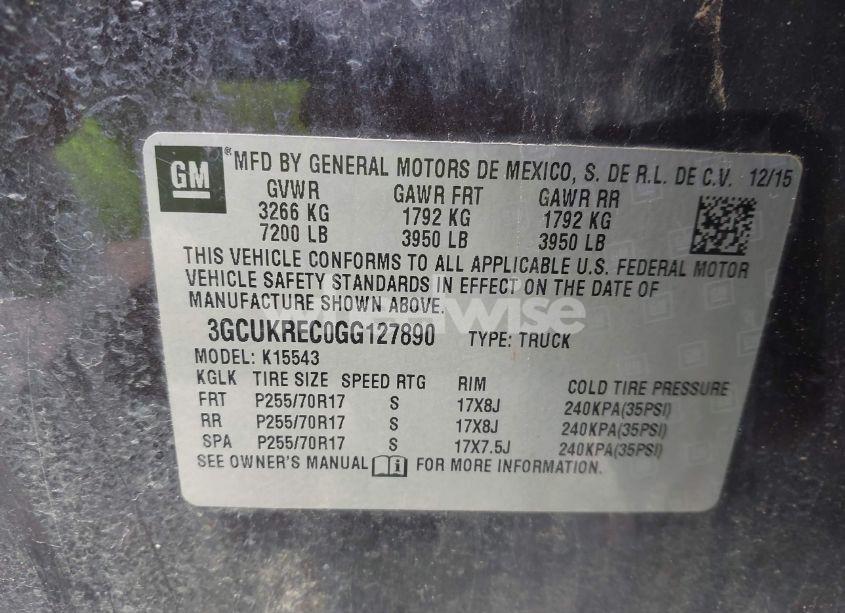 GM ® MFD BY GENERAL MOTORS DE MEXICO, S. DE R.L. DE C.V. 12/15
GVWR GAWR FRT GAWR RR
3266 KG 1792 KG 1792 KG
7200 LB 3950 LB 3950 LB
THIS VEHICLE CONFORMS TO ALL APPLICABLE U.S. FEDERAL MOTOR
VEHICLE SAFETY STANDARDS IN EFFECT ON THE DATE OF
MANUFACTURE SHOWN ABOVE.
wheelwise
3GCUKREC0GG127890 TYPE: TRUCK
MODEL: K15543
KGLK TIRE SIZE SPEED RTG RIM COLD TIRE PRESSURE
FRT P255/70R17 S 17X8J 240KPA(35PSI)
RR P255/70R17 S 17X8J 240KPA(35PSI)
SPA P255/70R17 S 17X7.5J 240KPA(35PSI)
SEE OWNER'S MANUAL i FOR MORE INFORMATION.